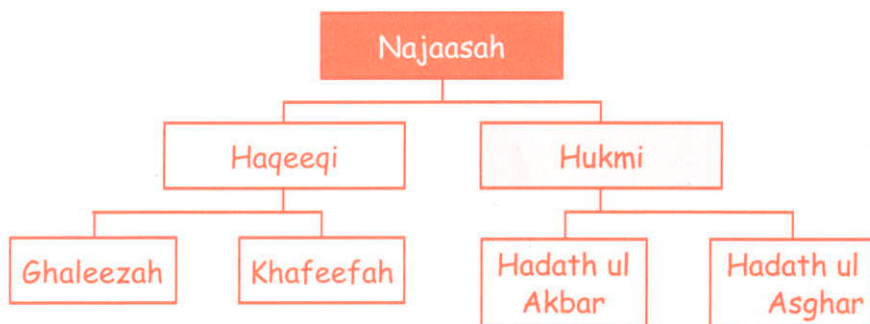 Najaasah
Haqeeqi
Hukmi
Ghaleezah
Khafeefah
Hadath ul
Akbar
Hadath ul
Asghar